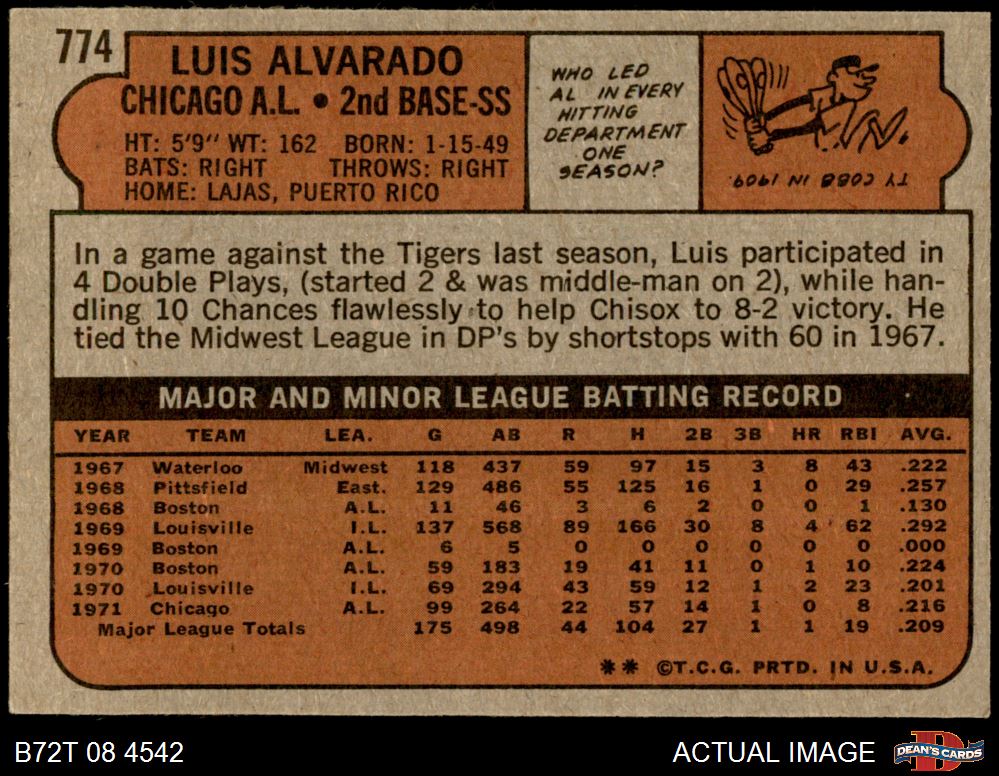 774
LUIS ALVARADO
CHICAGO A.L. • 2nd BASE-SS
HT: 5'9" WT: 162 BORN: 1-15-49
BATS: RIGHT THROWS: RIGHT
HOME: LAJAS, PUERTO RICO
WHO LED
AL IN EVERY
HITTING
DEPARTMENT
ONE
SEASON?
TY COBB IN 1909.
In a game against the Tigers last season, Luis participated in
4 Double Plays, (started 2 & was middle-man on 2), while han-
dling 10 Chances flawlessly to help Chisox to 8-2 victory. He
tied the Midwest League in DP's by shortstops with 60 in 1967.
MAJOR AND MINOR LEAGUE BATTING RECORD
YEAR TEAM LEA. G AB R H 2B 3B HR RBI AVG.
1967 Waterloo Midwest 118 437 59 97 15 3 8 43 .222
1968 Pittsfield East. 129 486 55 125 16 1 0 29 .257
1968 Boston A.L. 11 46 3 6 2 0 0 1 .130
1969 Louisville I.L. 137 568 89 166 30 8 4 62 .292
1969 Boston A.L. 6 5 0 0 0 0 0 0 .000
1970 Boston A.L. 59 183 19 41 11 0 1 10 .224
1970 Louisville I.L. 69 294 43 59 12 1 2 23 .201
1971 Chicago A.L. 99 264 22 57 14 1 0 8 .216
Major League Totals 175 498 44 104 27 1 1 19 .209
** ©T.C.G. PRTD. IN U.S.A.
B72T 08 4542
ACTUAL IMAGE
DEAN'S CARDS